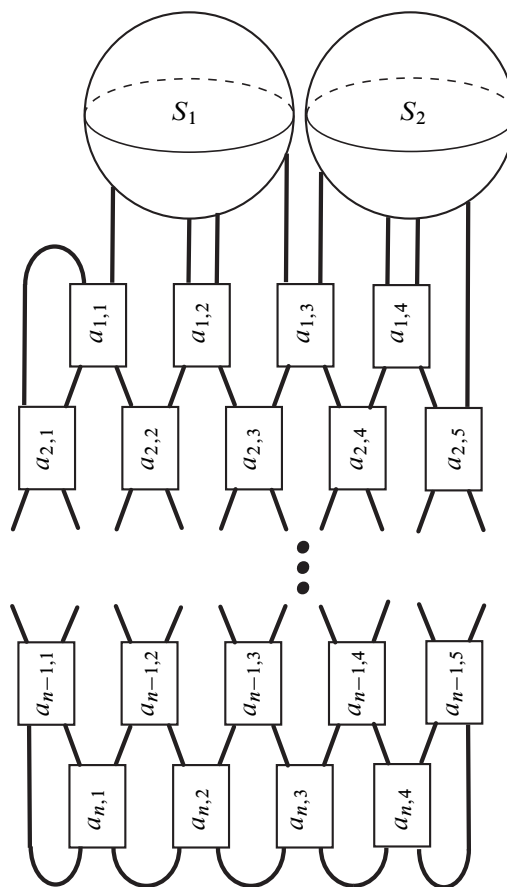 S₁ S₂
a₁,₁ a₁,₂ a₁,₃ a₁,₄
a₂,₁ a₂,₂ a₂,₃ a₂,₄ a₂,₅
aₙ₋₁,₁ aₙ₋₁,₂ aₙ₋₁,₃ aₙ₋₁,₄ aₙ₋₁,₅
aₙ,₁ aₙ,₂ aₙ,₃ aₙ,₄